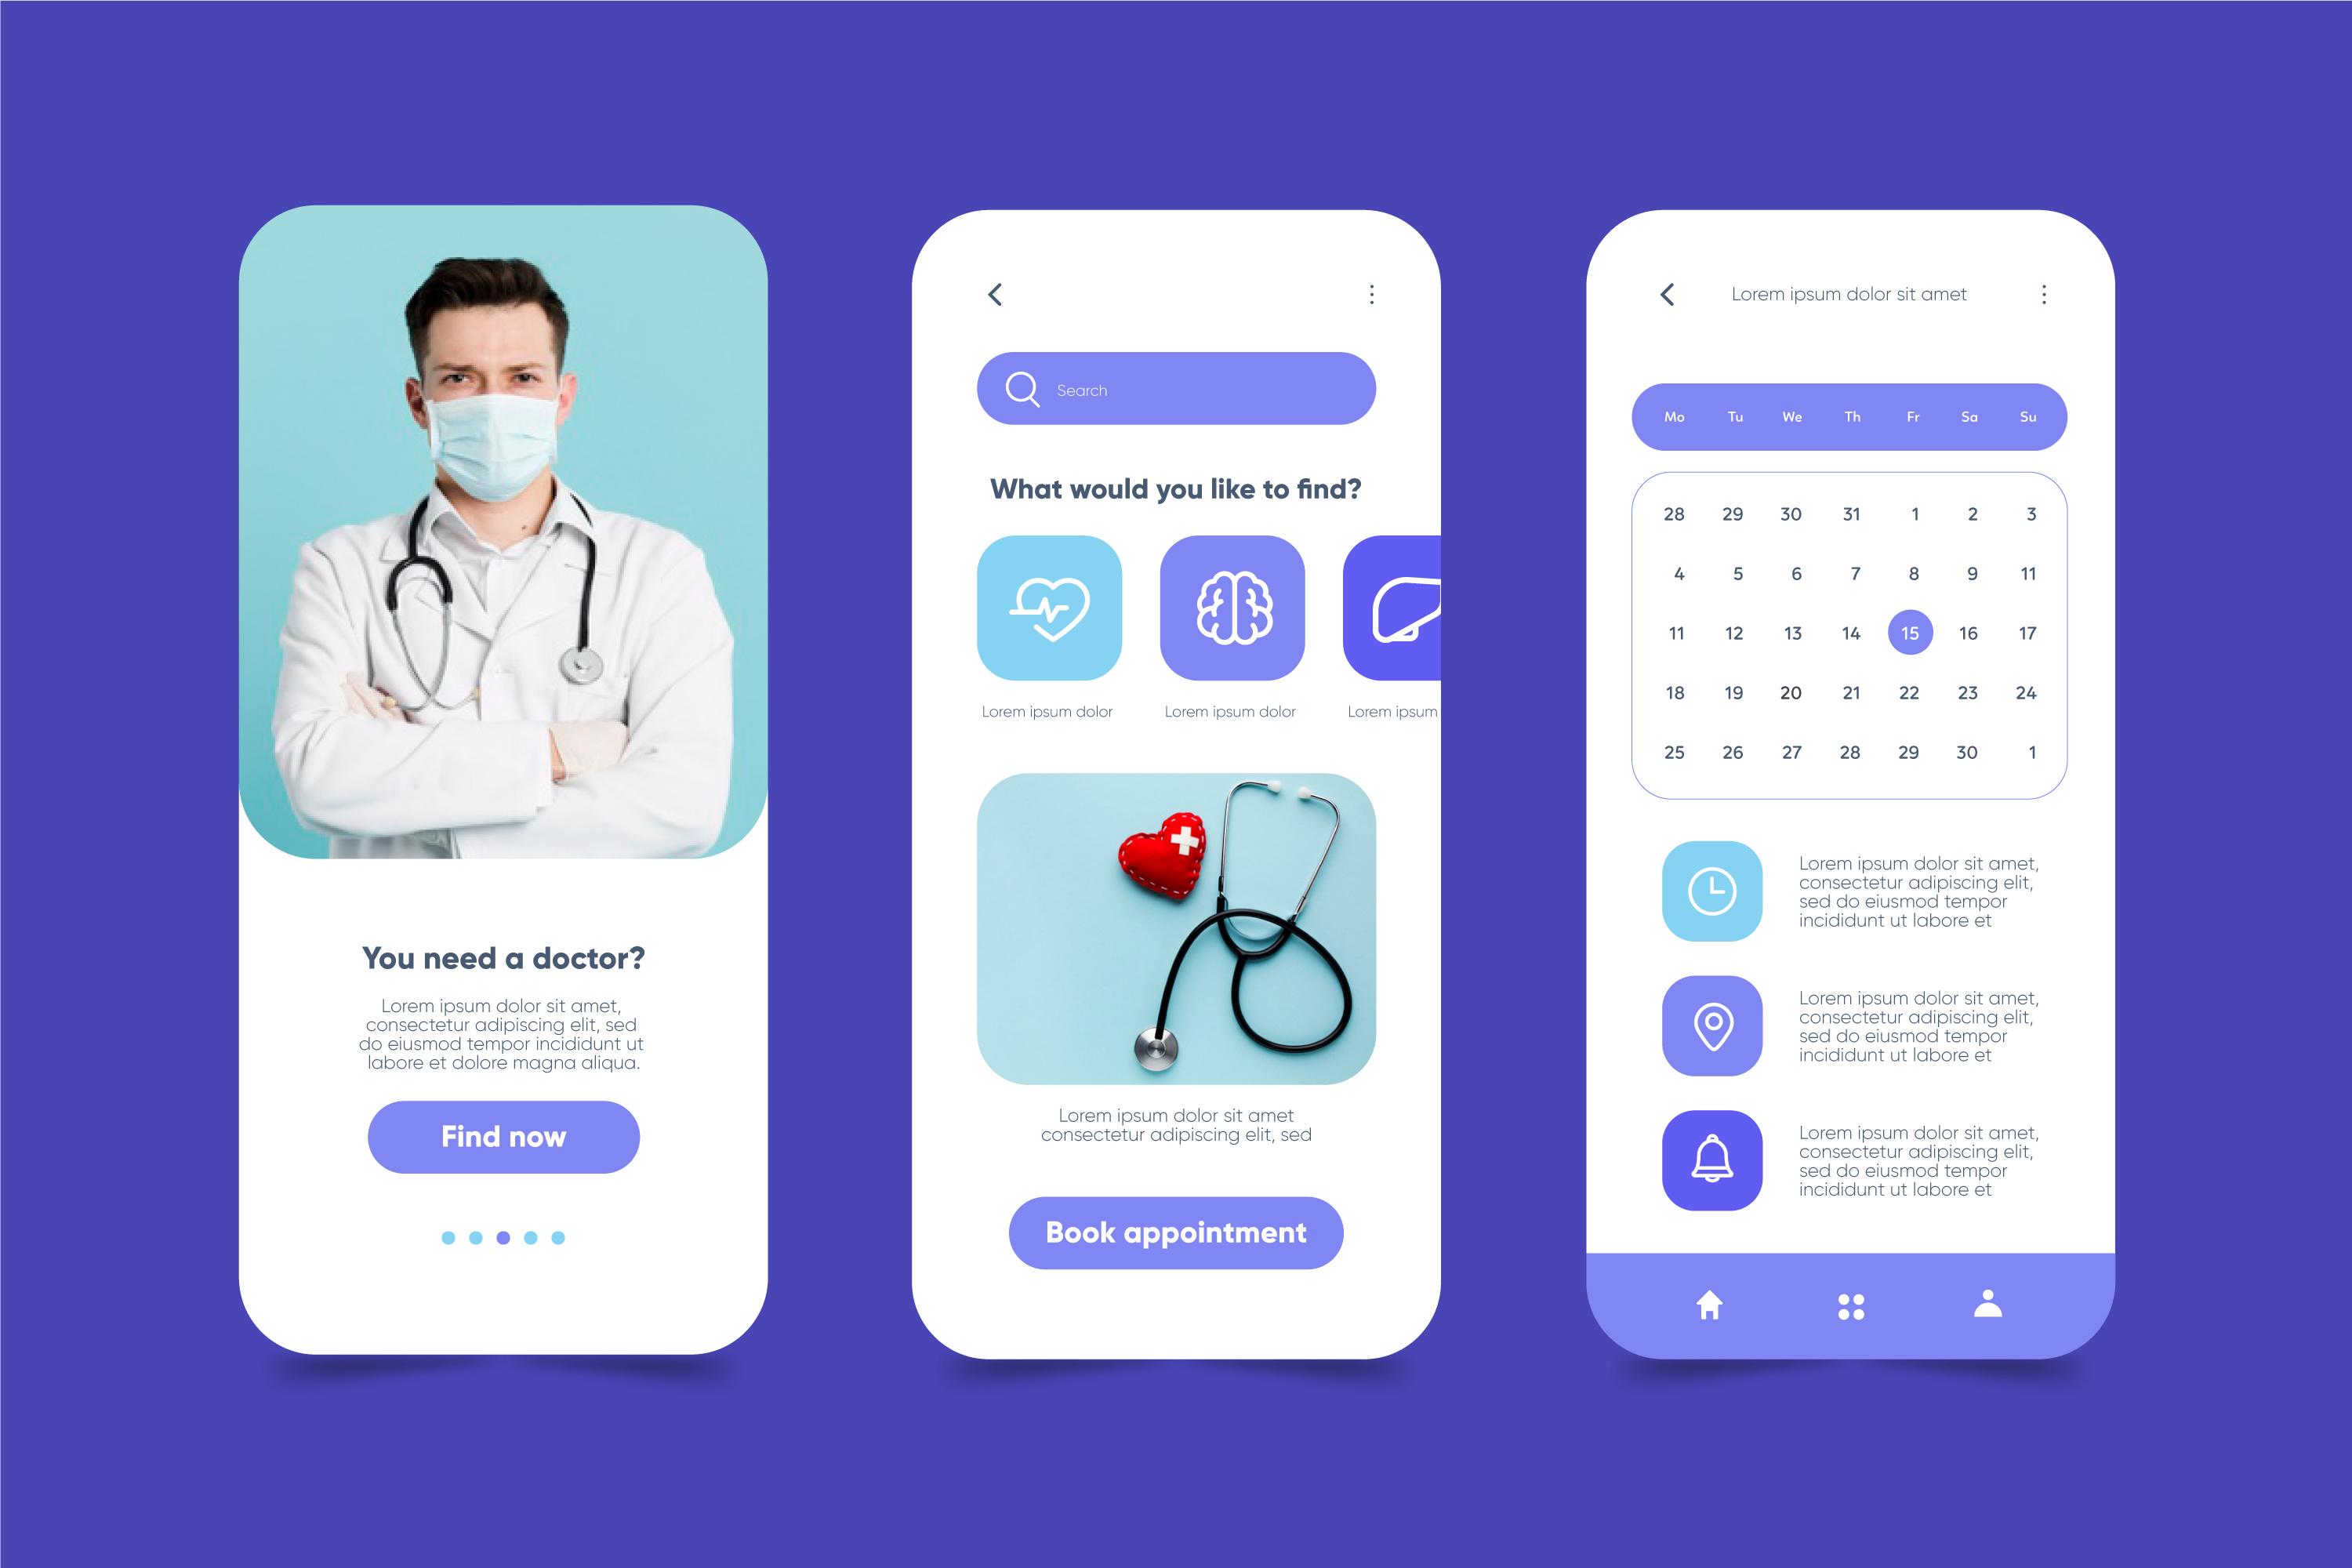 You need a doctor?
Lorem ipsum dolor sit amet,
consectetur adipiscing elit, sed
do eiusmod tempor incididunt ut
labore et dolore magna aliqua.
Find now
Search
What would you like to find?
Lorem ipsum dolor
Lorem ipsum dolor
Lorem ipsum
Lorem ipsum dolor sit amet
consectetur adipiscing elit, sed
Book appointment
Lorem ipsum dolor sit amet
Mo Tu We Th Fr Sa Su
28 29 30 31 1 2 3
4 5 6 7 8 9 11
11 12 13 14 15 16 17
18 19 20 21 22 23 24
25 26 27 28 29 30 1
Lorem ipsum dolor sit amet,
consectetur adipiscing elit,
sed do eiusmod tempor
incididunt ut labore et
Lorem ipsum dolor sit amet,
consectetur adipiscing elit,
sed do eiusmod tempor
incididunt ut labore et
Lorem ipsum dolor sit amet,
consectetur adipiscing elit,
sed do eiusmod tempor
incididunt ut labore et